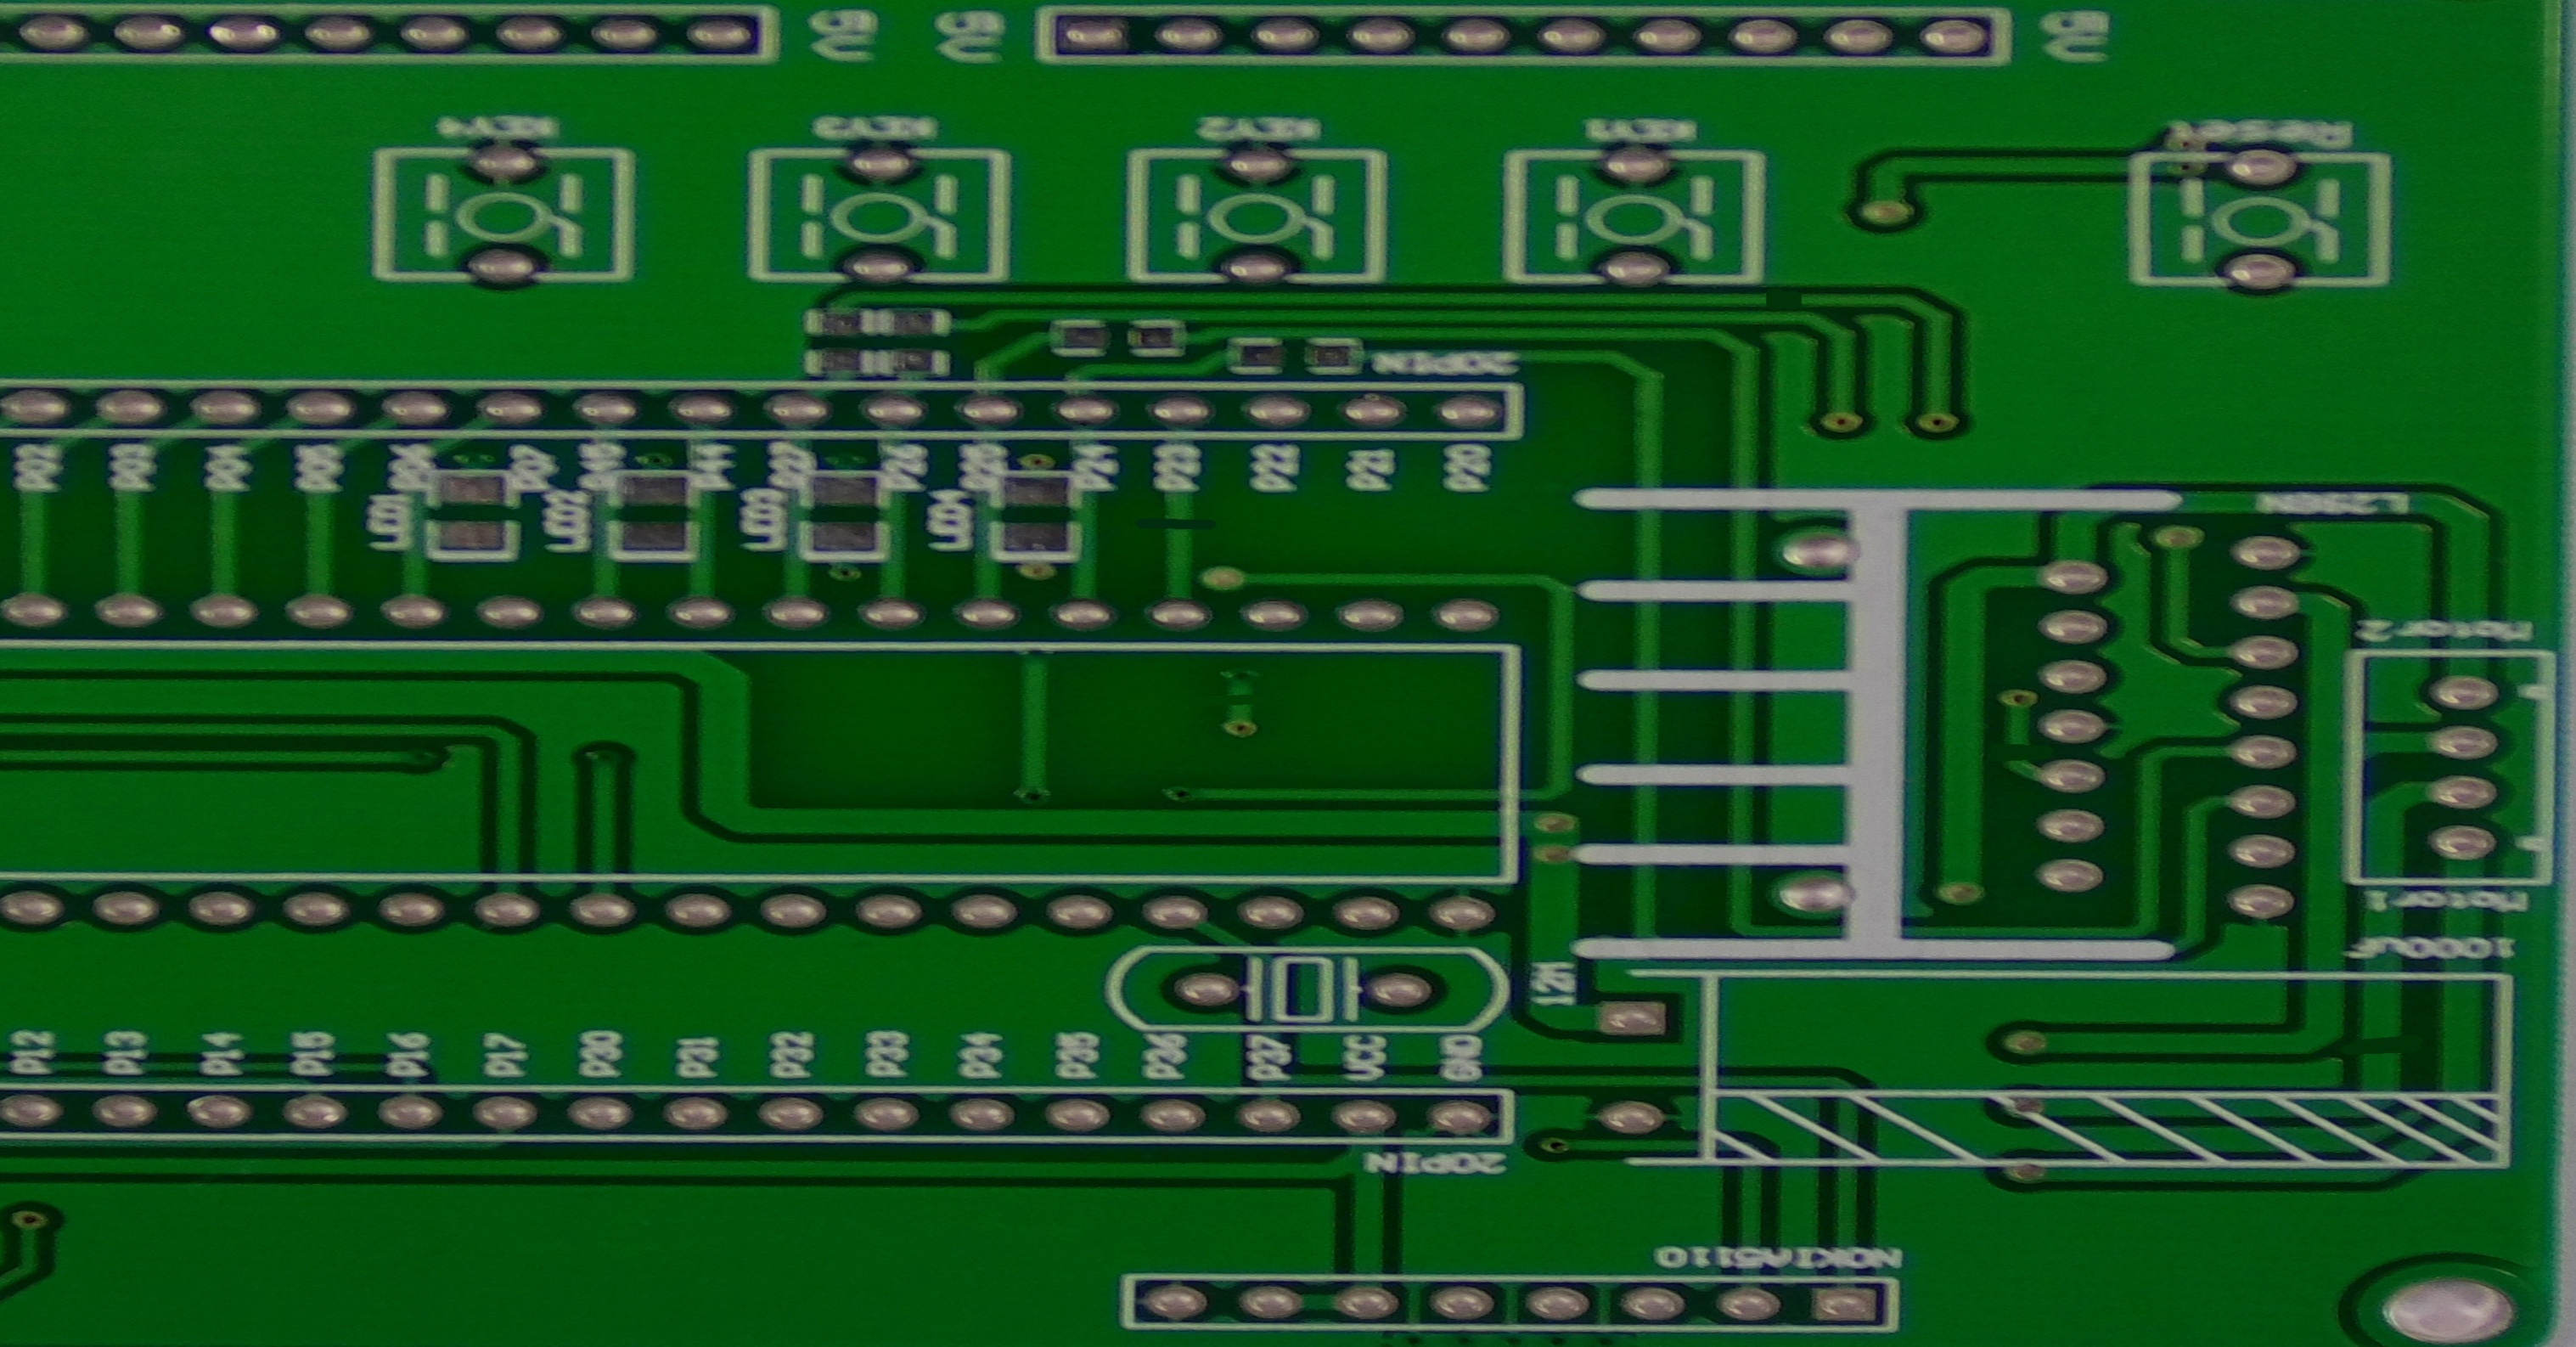 5V 5V 5V
KEY4 KEY3 KEY2 KEY1 Reset
20PIN
P02 P03 P04 P05 P06 P07 P27 P26 P25 P24 P23 P22 P21 P20
LED1 LED2 LED3 LED4
L298N
Motor2
Motor1
1000uF
12M
P12 P13 P14 P15 P16 P17 P30 P31 P32 P33 P34 P35 P36 P37 VCC GND
20PIN
NOKIA5110